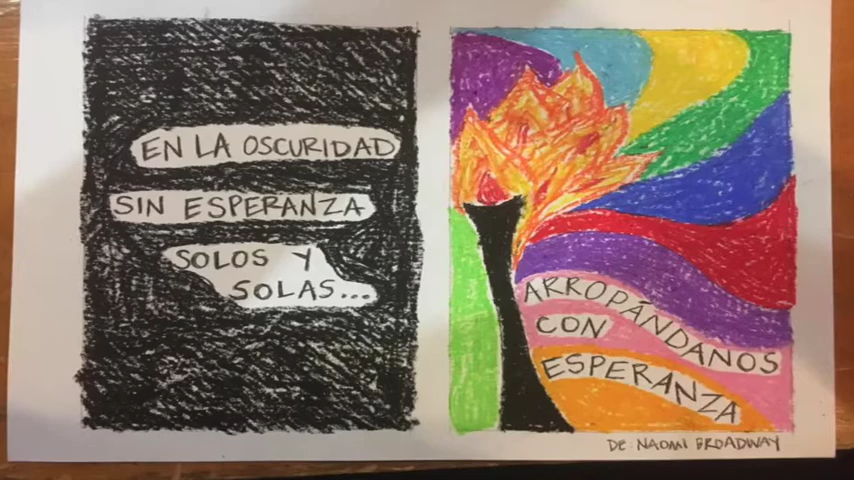 EN LA OSCURIDAD
SIN ESPERANZA
SOLOS Y
SOLAS...
ARROPÁNDANOS
CON
ESPERANZA
DE NAOMI BROADWAY